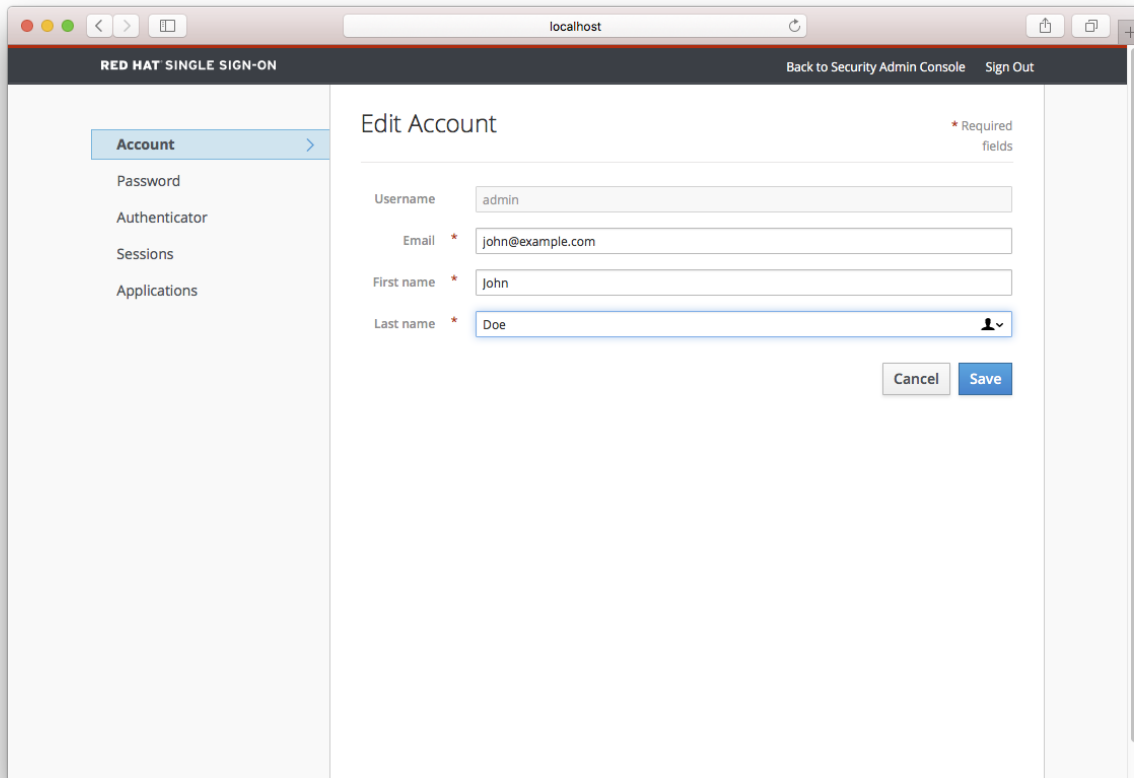 localhost
RED HAT SINGLE SIGN-ON
Back to Security Admin Console Sign Out
Account
Password
Authenticator
Sessions
Applications
Edit Account
* Required
fields
Username admin
Email * john@example.com
First name * John
Last name * Doe
Cancel Save